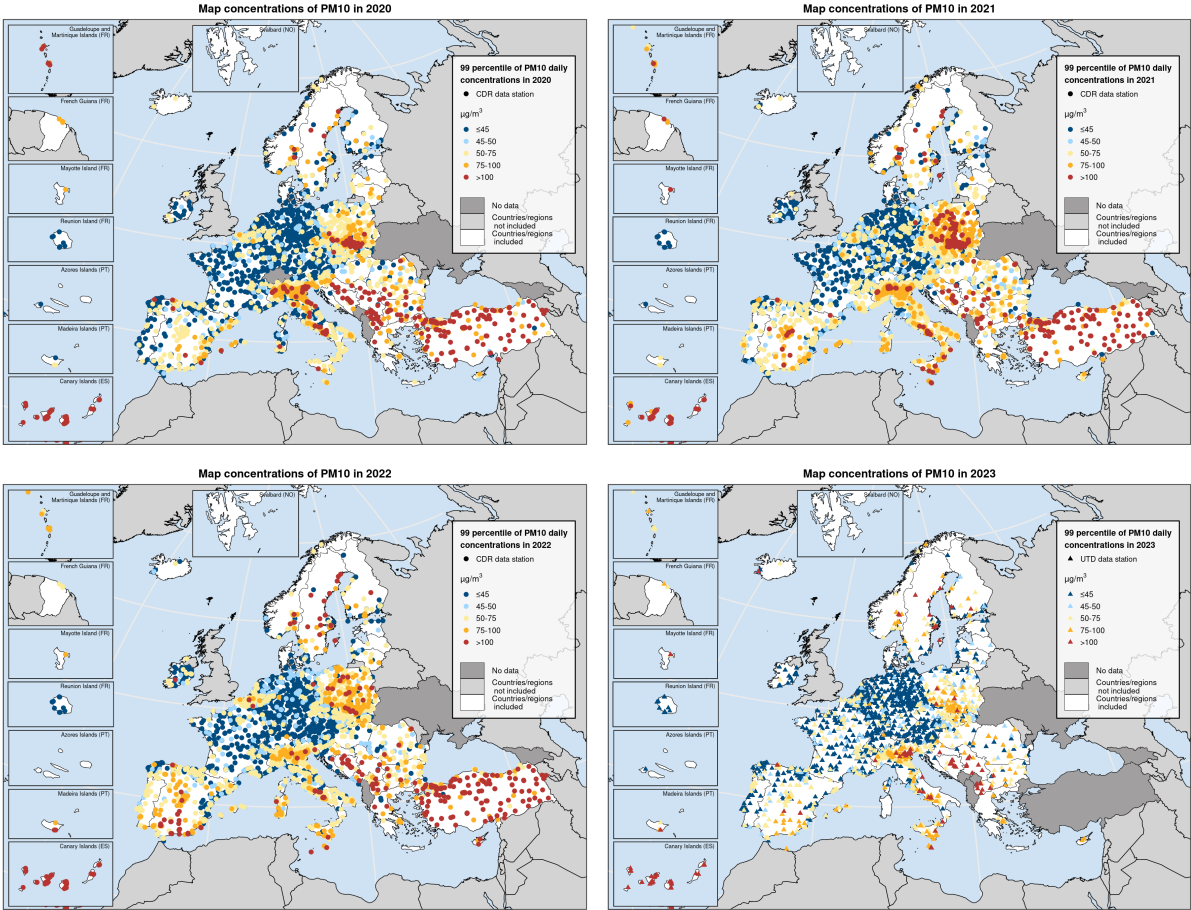 Map concentrations of PM10 in 2020
Guadeloupe and
Martinique Islands (FR)
Svalbard (NO)
French Guiana (FR)
Mayotte Island (FR)
Reunion Island (FR)
Azores Islands (PT)
Madeira Islands (PT)
Canary Islands (ES)
99 percentile of PM10 daily
concentrations in 2020
CDR data station
µg/m³
≤45
45-50
50-75
75-100
>100
No data
Countries/regions
not included
Countries/regions
included
Map concentrations of PM10 in 2021
Guadeloupe and
Martinique Islands (FR)
Svalbard (NO)
French Guiana (FR)
Mayotte Island (FR)
Reunion Island (FR)
Azores Islands (PT)
Madeira Islands (PT)
Canary Islands (ES)
99 percentile of PM10 daily
concentrations in 2021
CDR data station
µg/m³
≤45
45-50
50-75
75-100
>100
No data
Countries/regions
not included
Countries/regions
included
Map concentrations of PM10 in 2022
Guadeloupe and
Martinique Islands (FR)
Svalbard (NO)
French Guiana (FR)
Mayotte Island (FR)
Reunion Island (FR)
Azores Islands (PT)
Madeira Islands (PT)
Canary Islands (ES)
99 percentile of PM10 daily
concentrations in 2022
CDR data station
µg/m³
≤45
45-50
50-75
75-100
>100
No data
Countries/regions
not included
Countries/regions
included
Map concentrations of PM10 in 2023
Guadeloupe and
Martinique Islands (FR)
Svalbard (NO)
French Guiana (FR)
Mayotte Island (FR)
Reunion Island (FR)
Azores Islands (PT)
Madeira Islands (PT)
Canary Islands (ES)
99 percentile of PM10 daily
concentrations in 2023
UTD data station
µg/m³
≤45
45-50
50-75
75-100
>100
No data
Countries/regions
not included
Countries/regions
included